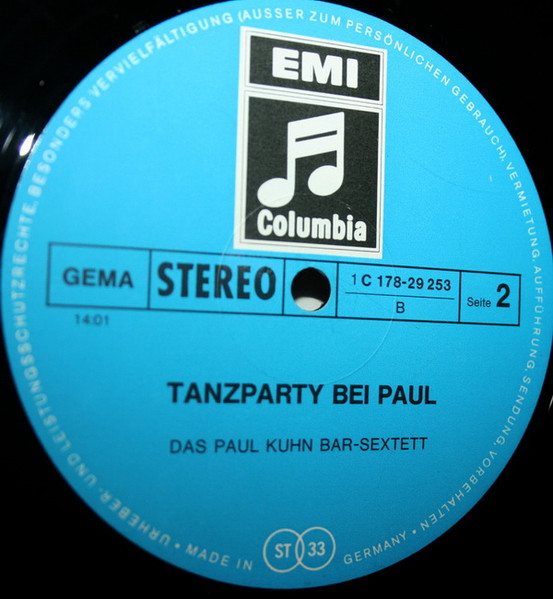 URHEBER- UND LEISTUNGSSCHUTZRECHTE, BESONDERS VERVIELFÄLTIGUNG (AUSSER ZUM PERSÖNLICHEN GEBRAUCH), VERMIETUNG, AUFFÜHRUNG, SENDUNG, VORBEHALTEN •
EMI
Columbia
GEMA
STEREO
1 C 178-29 253
B
Seite 2
14:01
TANZPARTY BEI PAUL
DAS PAUL KUHN BAR-SEXTETT
• MADE IN
ST 33
GERMANY •